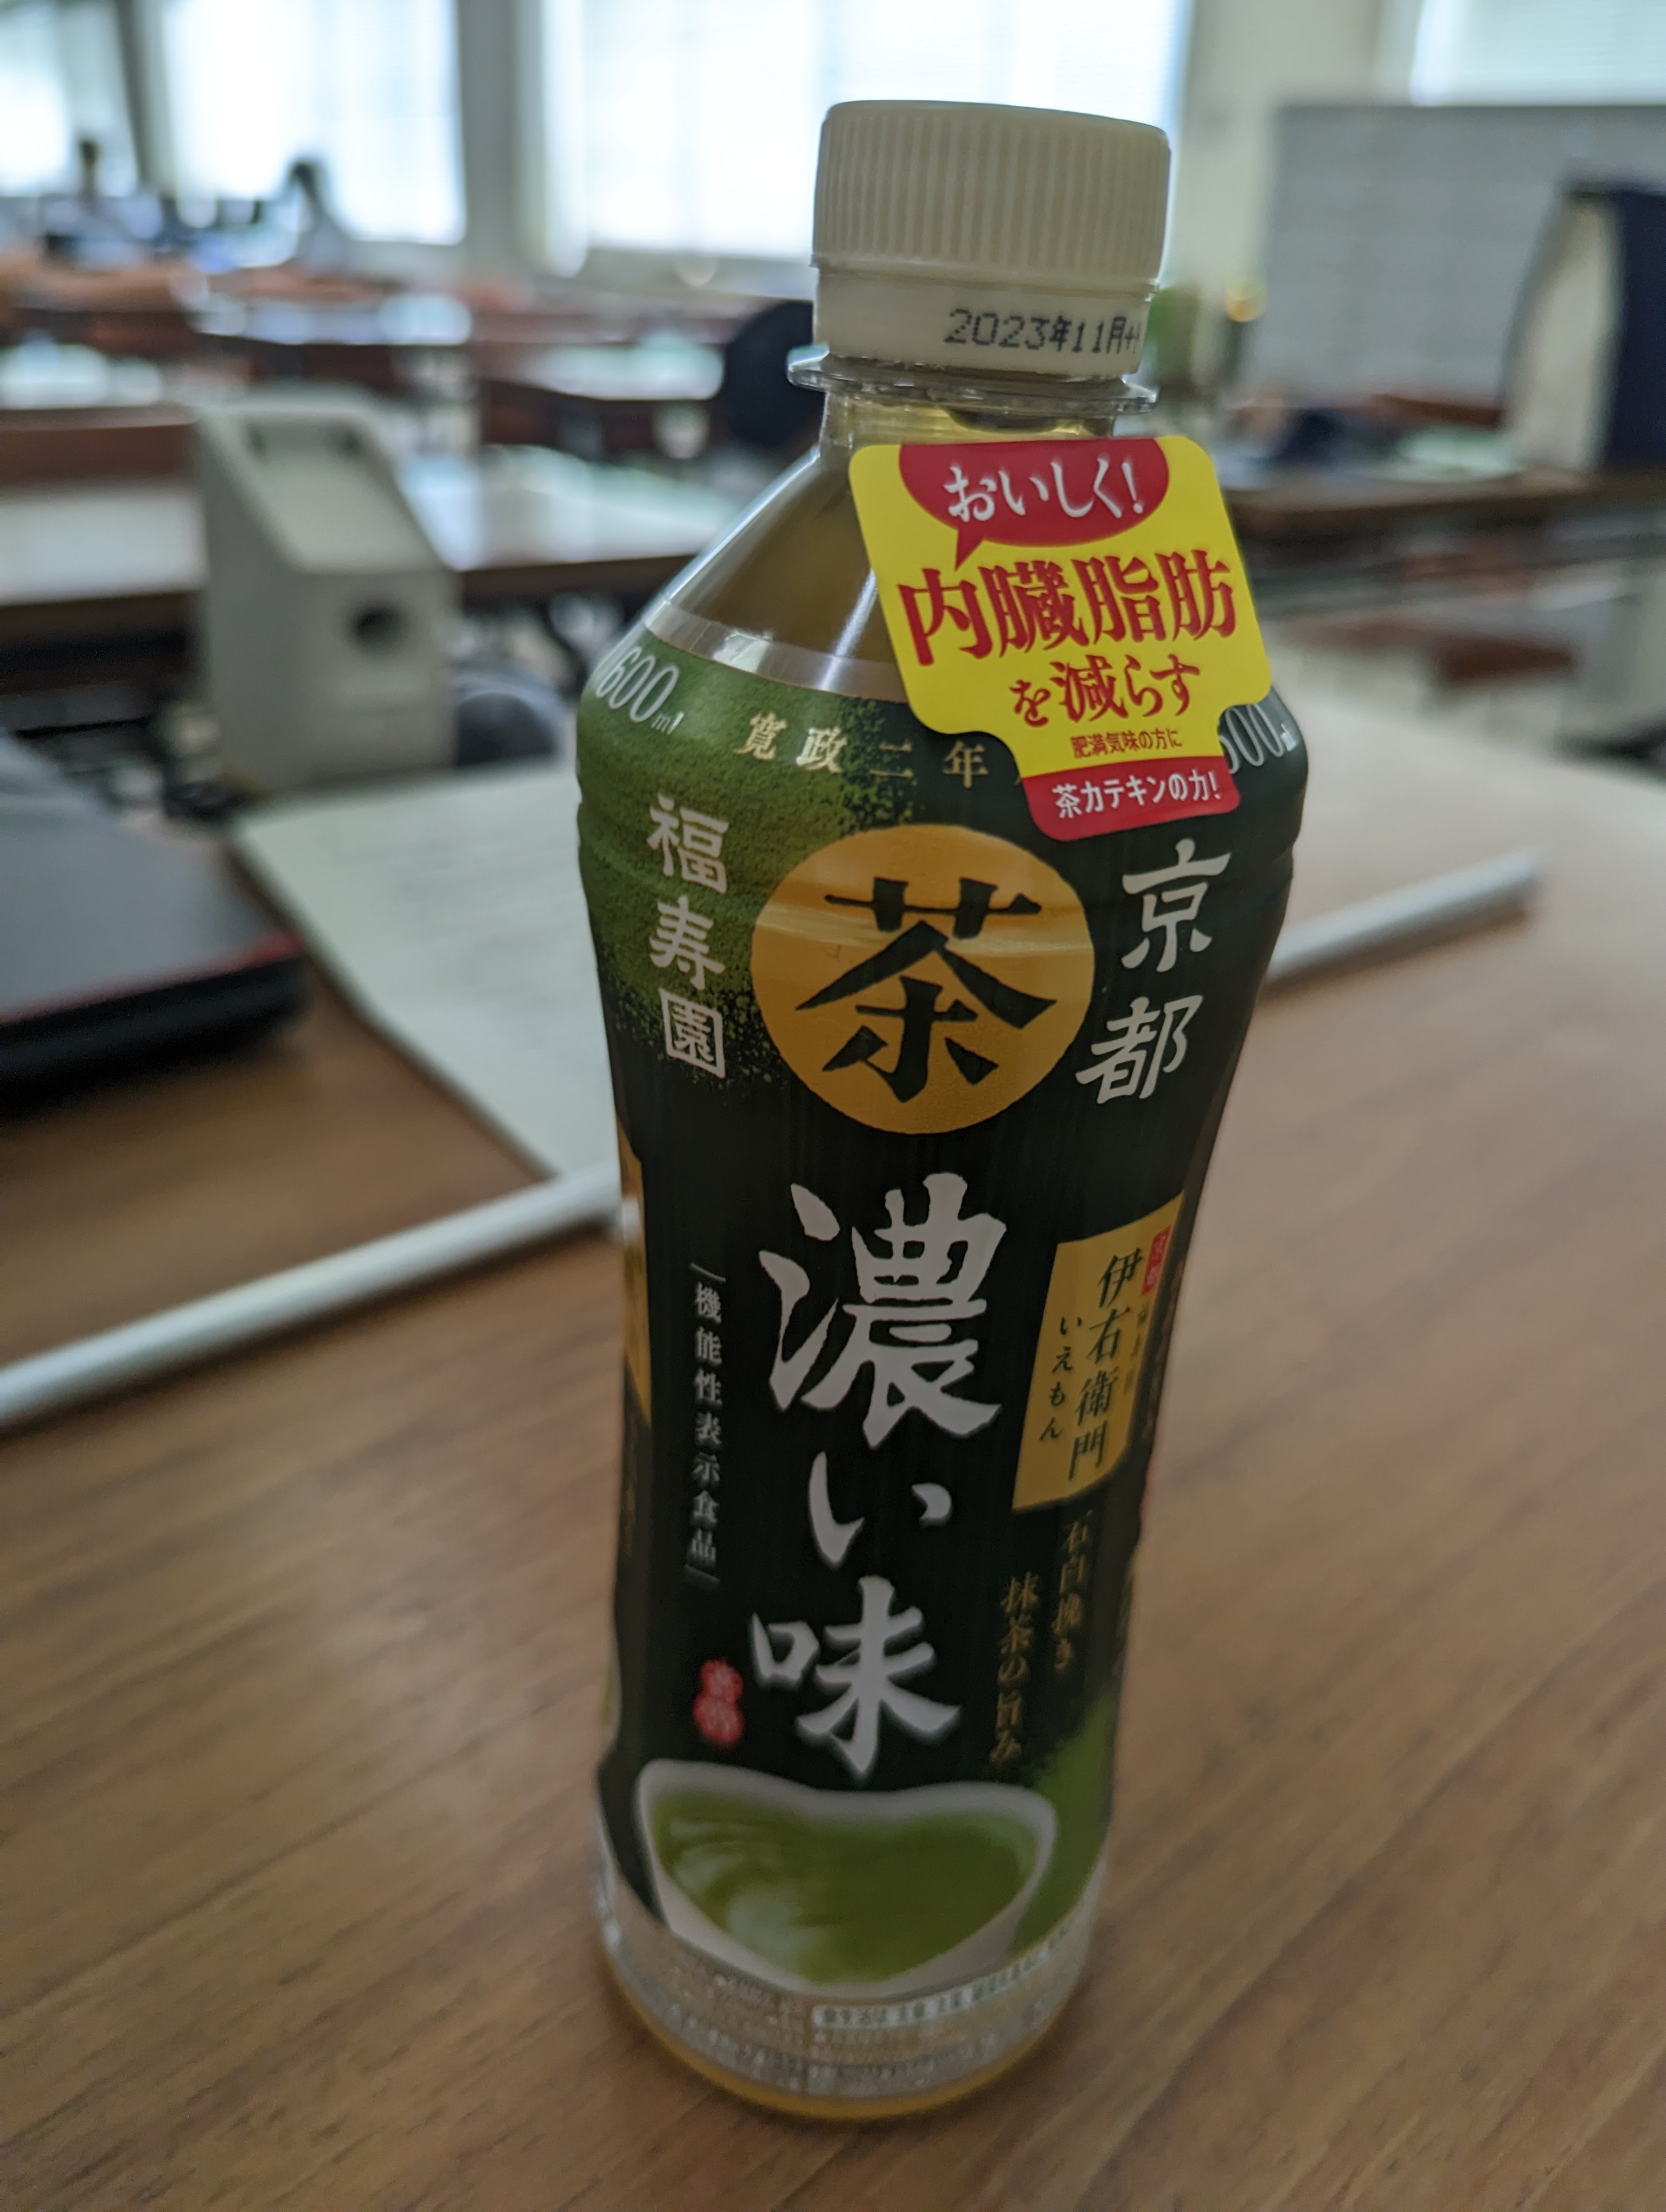 2023年11月
おいしく!
内臓脂肪
を減らす
肥満気味の方に
茶カテキンの力!
600ml
寛政二年
600ml
京都
茶
福寿園
伊右衛門
いえもん
濃い味
石臼挽き
抹茶の旨み
機能性表示食品